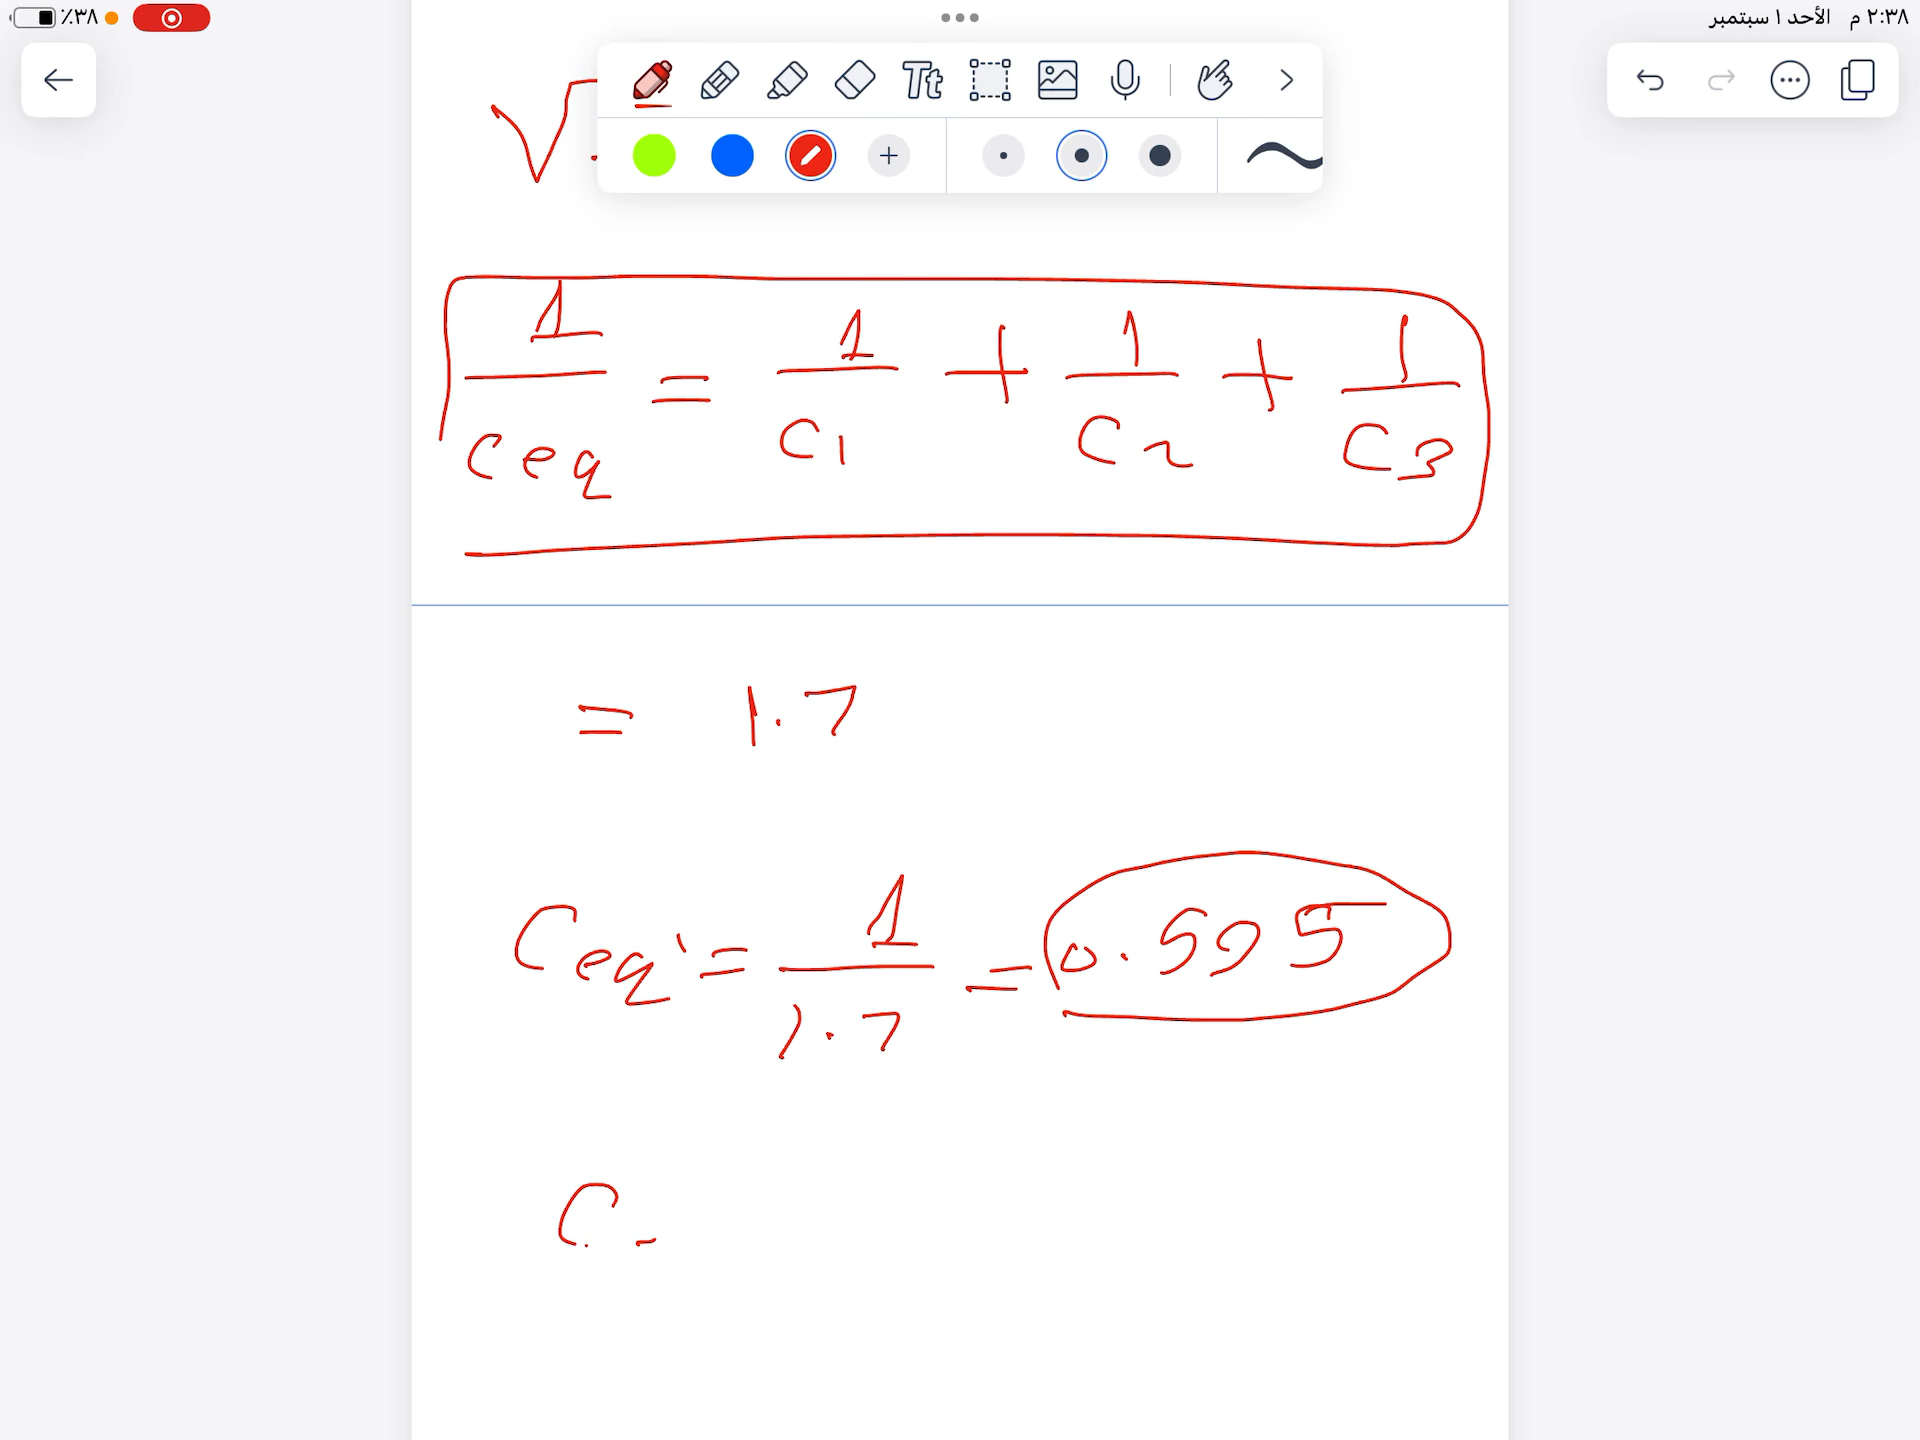 ٪٣٨
٢:٣٨ م الأحد ١ سبتمبر
Tt
√
1/Ceq = 1/C1 + 1/C2 + 1/C3
= 1.7
Ceq' = 1/1.7 = 0.595
C